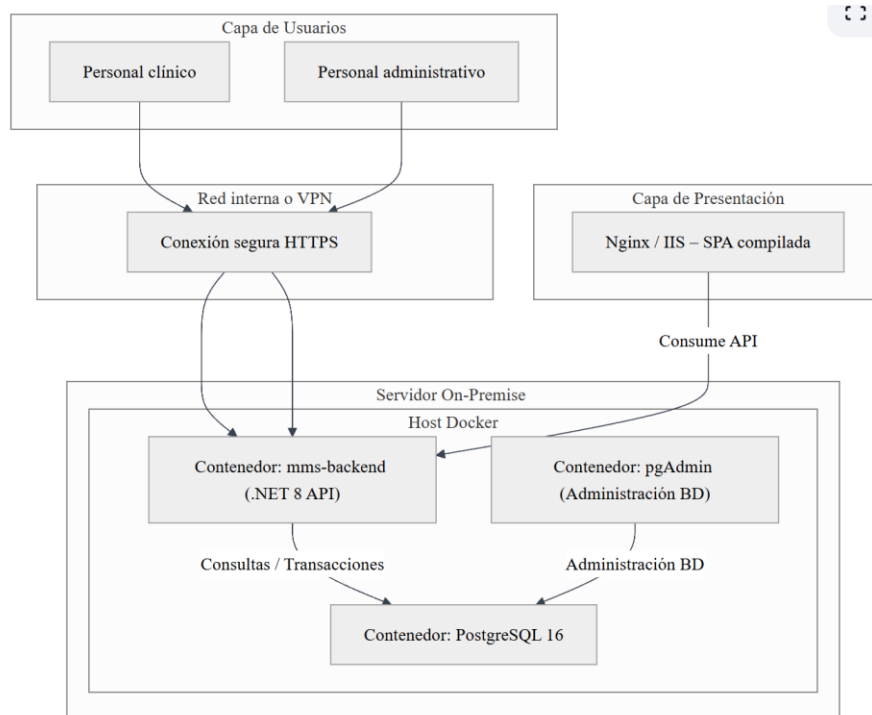 Capa de Usuarios
Personal clínico
Personal administrativo
Red interna o VPN
Conexión segura HTTPS
Capa de Presentación
Nginx / IIS – SPA compilada
Consume API
Servidor On-Premise
Host Docker
Contenedor: mms-backend
(.NET 8 API)
Contenedor: pgAdmin
(Administración BD)
Consultas / Transacciones
Administración BD
Contenedor: PostgreSQL 16